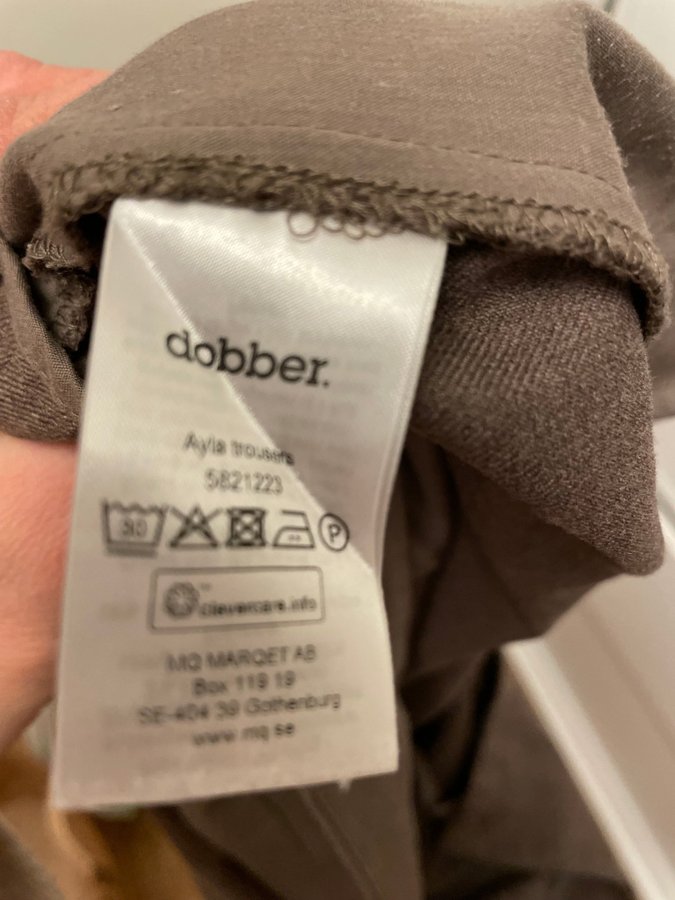 dobber.
Ayla trousers
5821223
30 P
clevercare.info
MQ MARQET AB
Box 119 19
SE-404 39 Gothenburg
www.mq.se